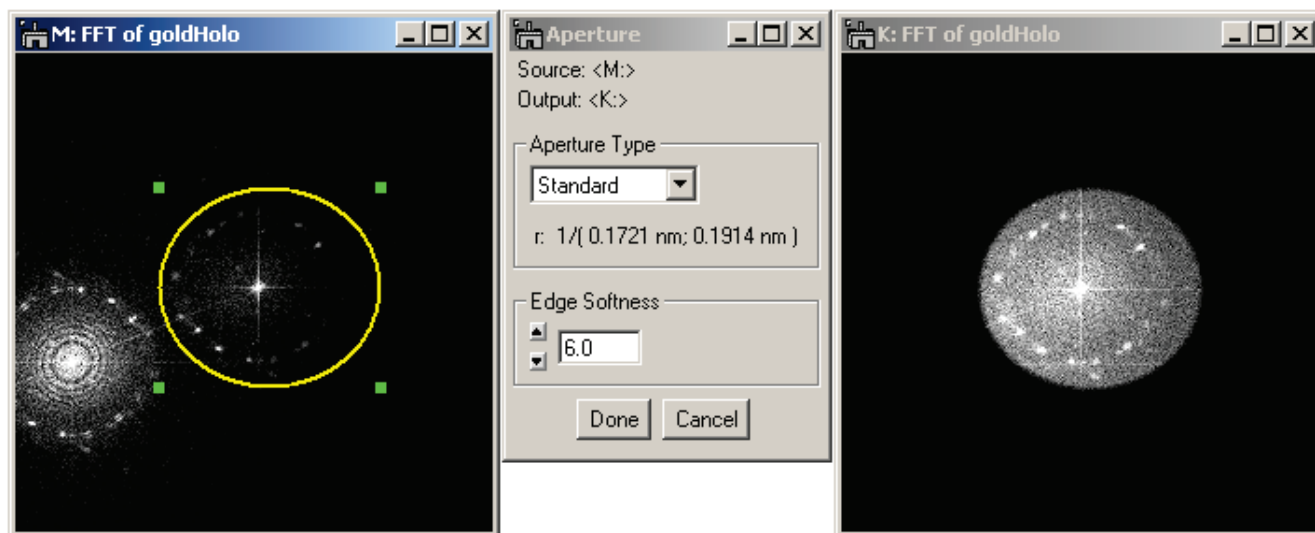 M: FFT of goldHolo
Aperture
Source: <M:>
Output: <K:>
Aperture Type
Standard
r: 1/( 0.1721 nm; 0.1914 nm )
Edge Softness
6.0
Done Cancel
K: FFT of goldHolo